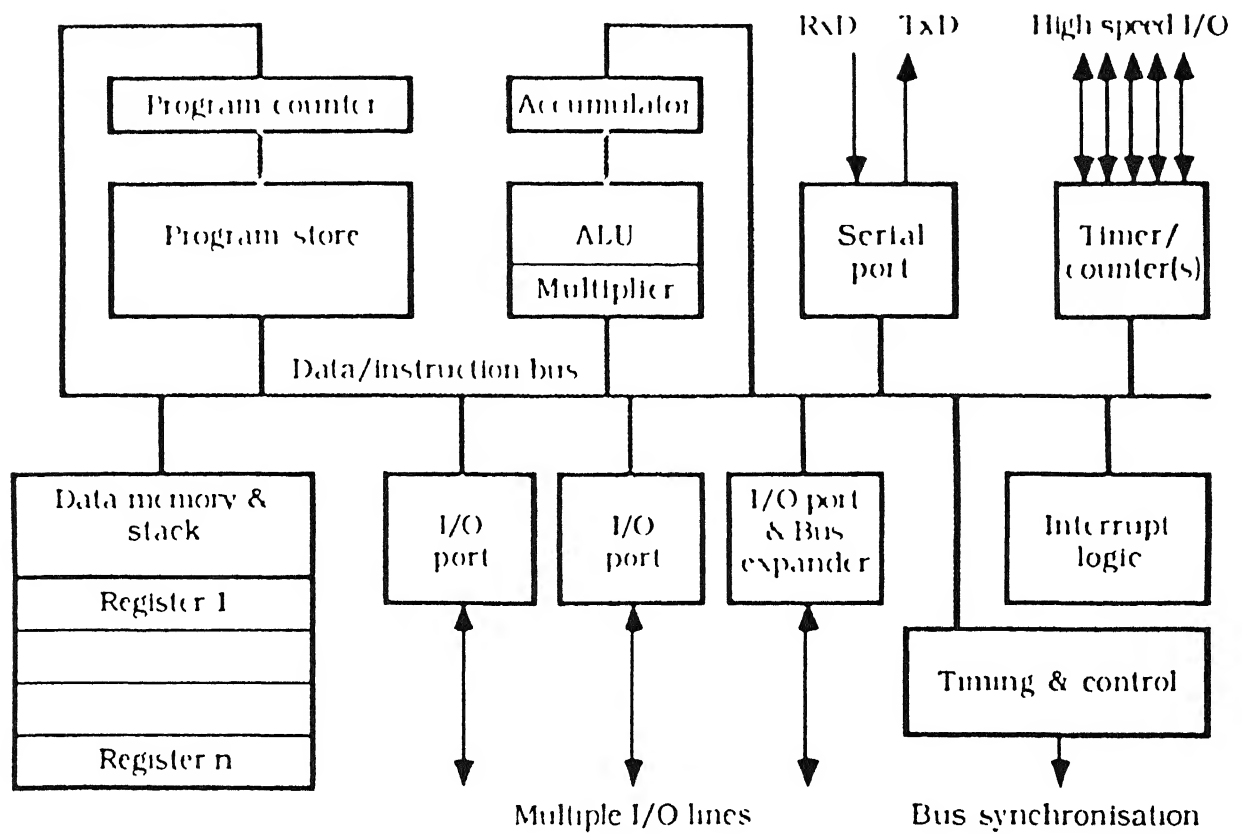 RxD TxD High speed I/O
Program counter
Accumulator
Program store
ALU
Multiplier
Serial
port
Timer/
counter(s)
Data/instruction bus
Data memory &
stack
Register 1
Register n
I/O
port
I/O
port
I/O port
& Bus
expander
Interrupt
logic
Timing & control
Multiple I/O lines
Bus synchronisation